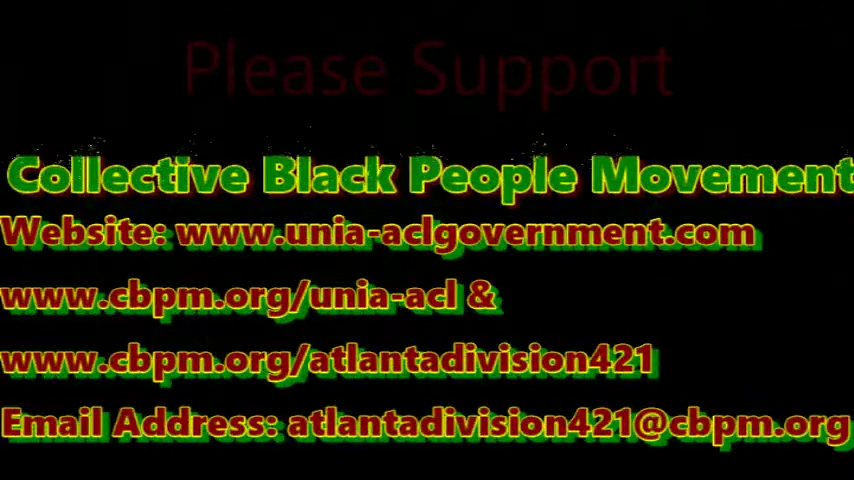 Please Support
Collective Black People Movement
Website: www.unia-aclgovernment.com
www.cbpm.org/unia-acl &
www.cbpm.org/atlantadivision421
Email Address: atlantadivision421@cbpm.org